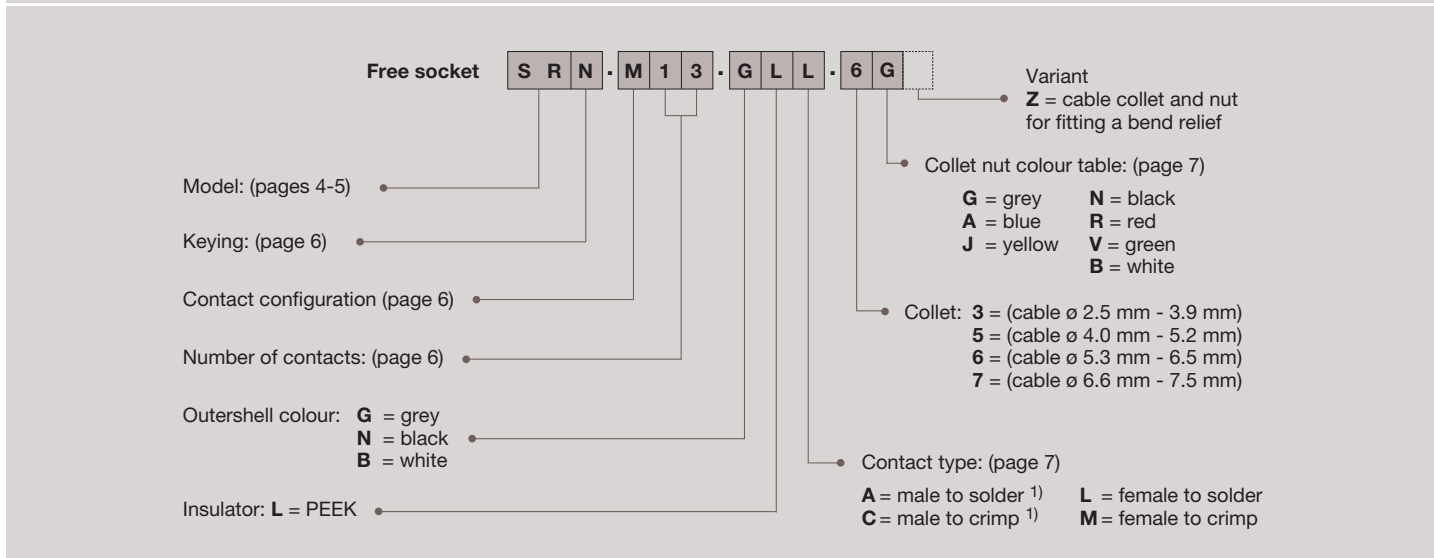 Free socket S R N . M 1 3 . G L L . 6 G
Variant
Z = cable collet and nut
for fitting a bend relief
Collet nut colour table: (page 7)
G = grey N = black
A = blue R = red
J = yellow V = green
B = white
Model: (pages 4-5)
Keying: (page 6)
Contact configuration (page 6)
Collet: 3 = (cable ø 2.5 mm - 3.9 mm)
5 = (cable ø 4.0 mm - 5.2 mm)
6 = (cable ø 5.3 mm - 6.5 mm)
7 = (cable ø 6.6 mm - 7.5 mm)
Number of contacts: (page 6)
Outershell colour: G = grey
N = black
B = white
Contact type: (page 7)
A = male to solder 1) L = female to solder
C = male to crimp 1) M = female to crimp
Insulator: L = PEEK